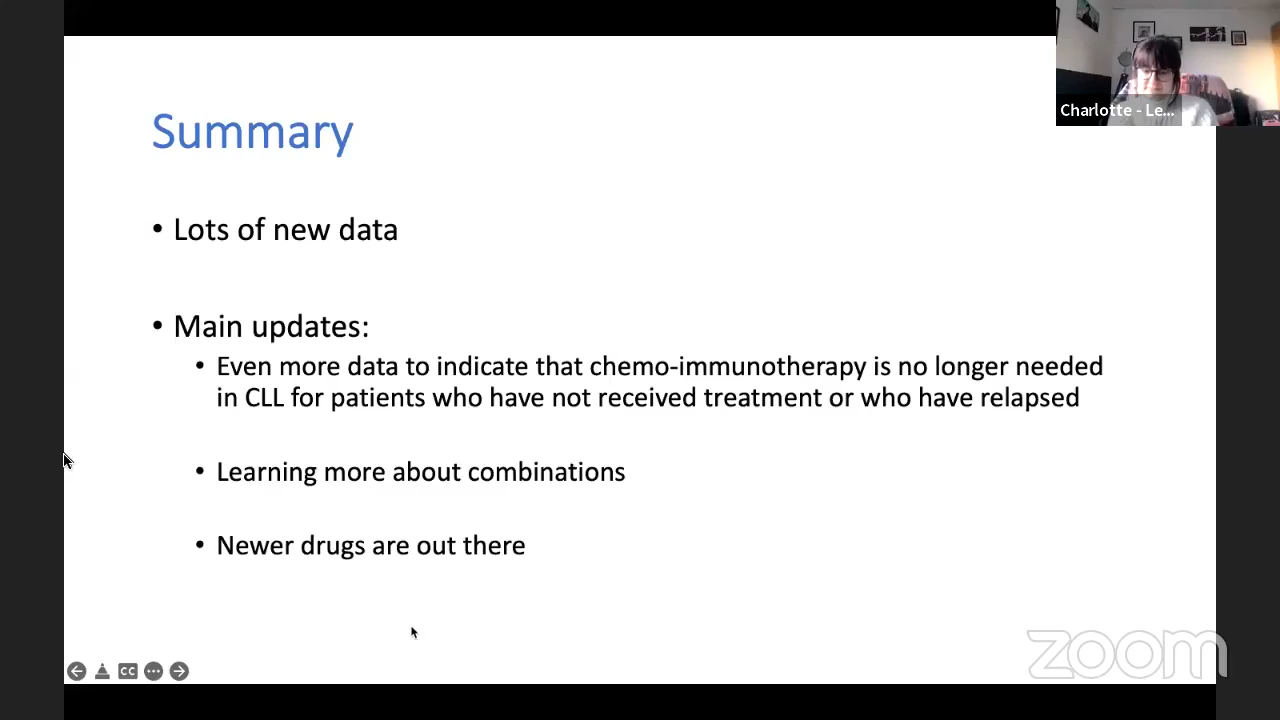 Charlotte - Le...
Summary
• Lots of new data
• Main updates:
• Even more data to indicate that chemo-immunotherapy is no longer needed
in CLL for patients who have not received treatment or who have relapsed
• Learning more about combinations
• Newer drugs are out there
CC
zoom